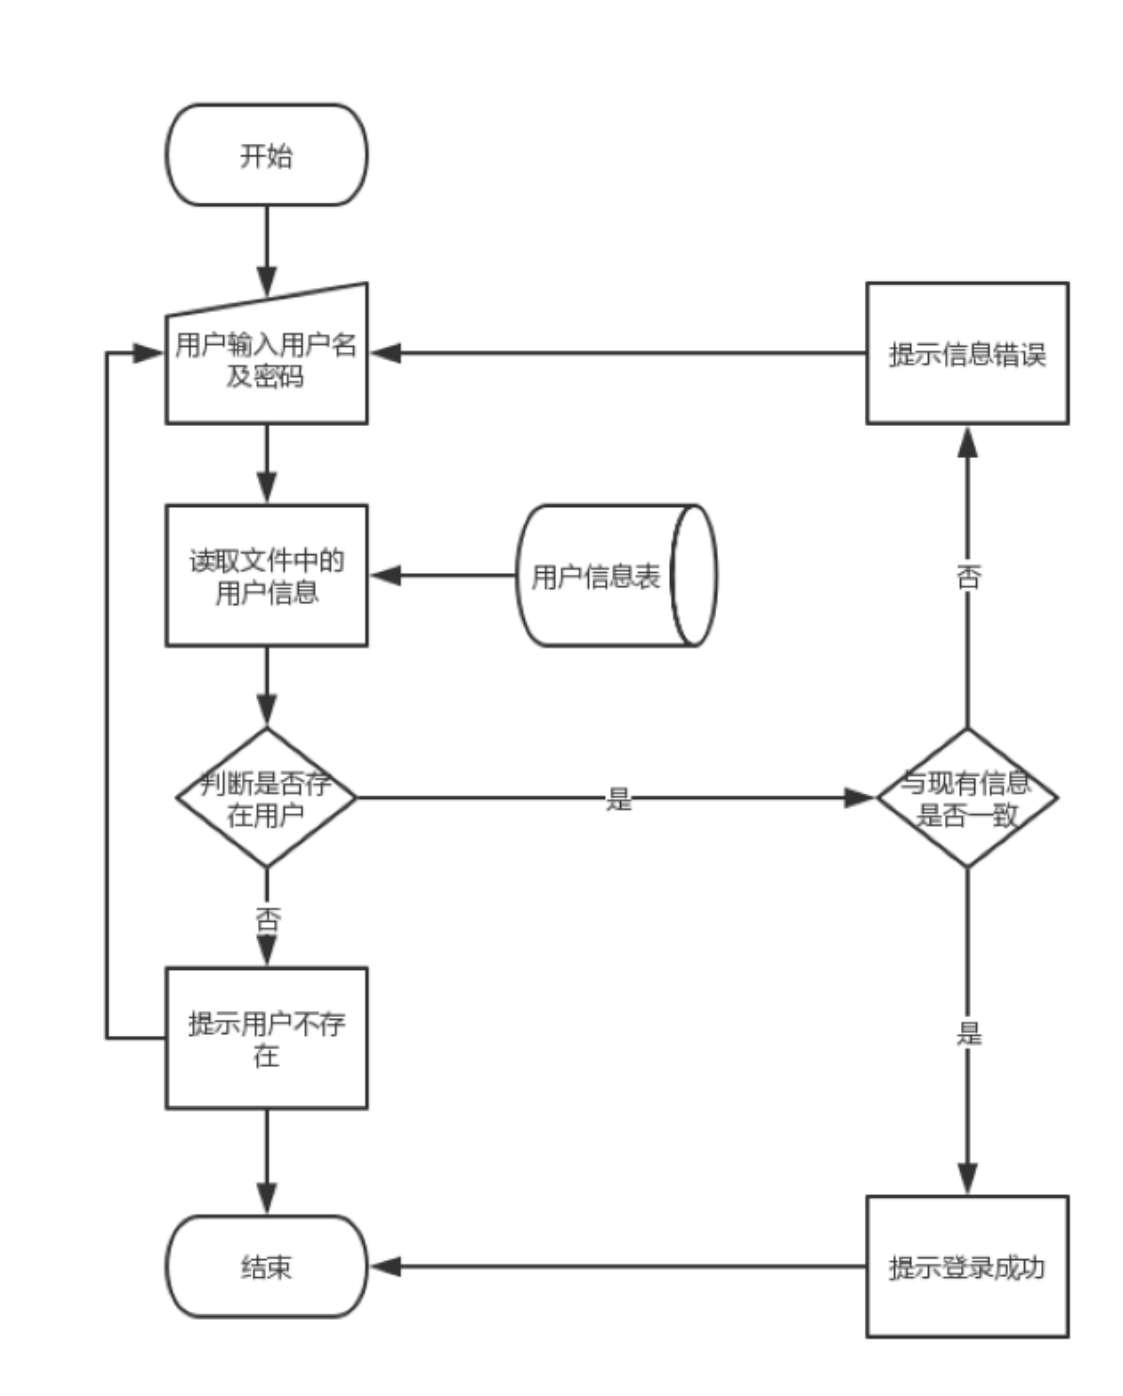 开始
用户输入用户名
及密码
提示信息错误
读取文件中的
用户信息
用户信息表
否
判断是否存
在用户
是
与现有信息
是否一致
否
提示用户不存
在
是
结束
提示登录成功